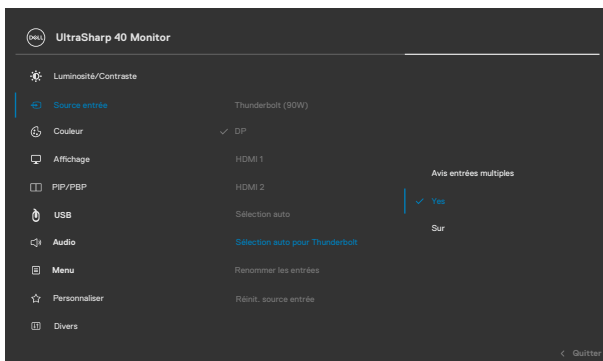 DELL
UltraSharp 40 Monitor
Luminosité/Contraste
Source entrée
Thunderbolt (90W)
Couleur
DP
Affichage
HDMI 1
Avis entrées multiples
PIP/PBP
HDMI 2
Yes
USB
Sélection auto
Sur
Audio
Sélection auto pour Thunderbolt
Menu
Renommer les entrées
Personnaliser
Réinit. source entrée
Divers
Quitter